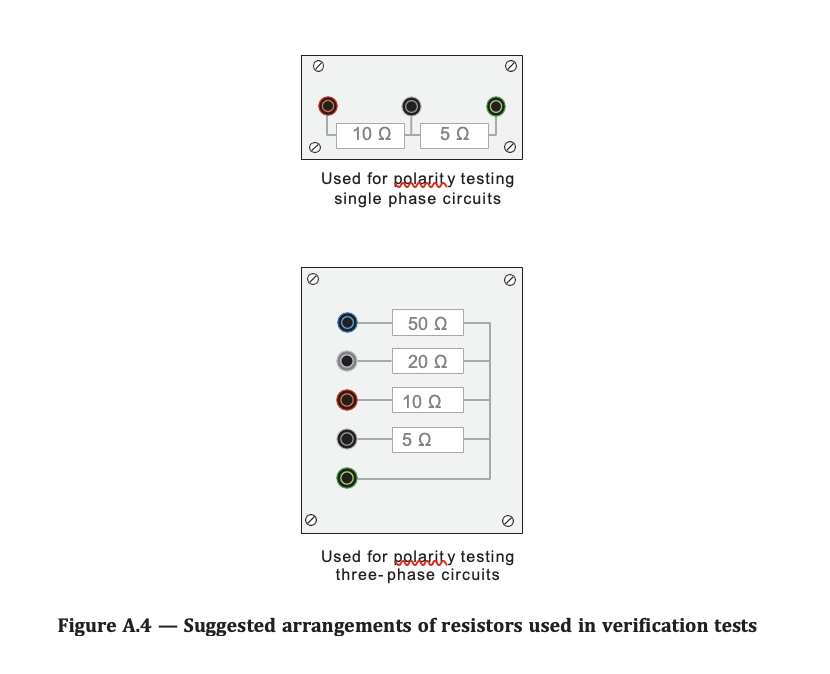 10 Ω 5 Ω
Used for polarity testing
single phase circuits
50 Ω
20 Ω
10 Ω
5 Ω
Used for polarity testing
three-phase circuits
Figure A.4 — Suggested arrangements of resistors used in verification tests